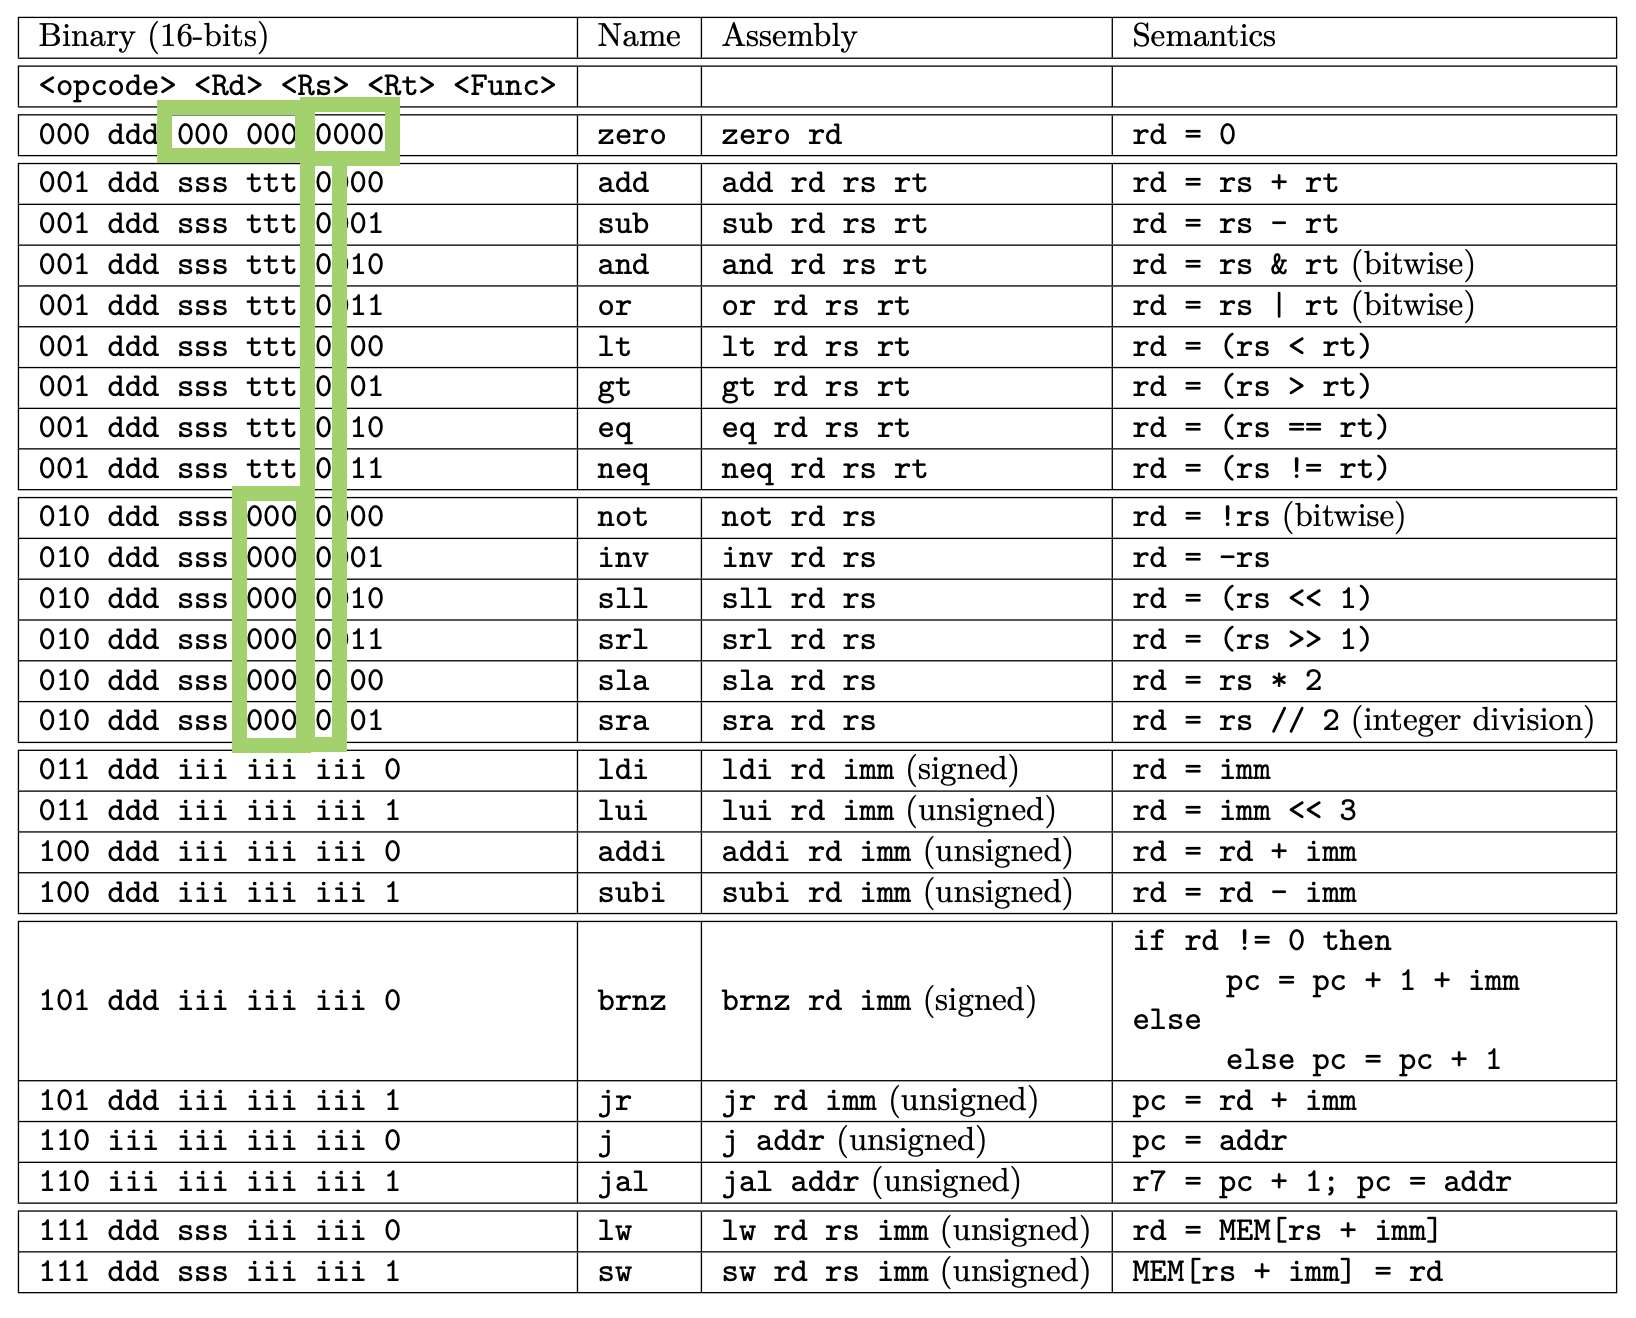 Binary (16-bits) Name Assembly Semantics
<opcode> <Rd> <Rs> <Rt> <Func>
000 ddd 000 000 0000 zero zero rd rd = 0
001 ddd sss ttt 0000 add add rd rs rt rd = rs + rt
001 ddd sss ttt 0001 sub sub rd rs rt rd = rs - rt
001 ddd sss ttt 0010 and and rd rs rt rd = rs & rt (bitwise)
001 ddd sss ttt 0011 or or rd rs rt rd = rs | rt (bitwise)
001 ddd sss ttt 0 00 lt lt rd rs rt rd = (rs < rt)
001 ddd sss ttt 0 01 gt gt rd rs rt rd = (rs > rt)
001 ddd sss ttt 0 10 eq eq rd rs rt rd = (rs == rt)
001 ddd sss ttt 0 11 neq neq rd rs rt rd = (rs != rt)
010 ddd sss 000 0000 not not rd rs rd = !rs (bitwise)
010 ddd sss 000 0001 inv inv rd rs rd = -rs
010 ddd sss 000 0010 sll sll rd rs rd = (rs << 1)
010 ddd sss 000 0011 srl srl rd rs rd = (rs >> 1)
010 ddd sss 000 0 00 sla sla rd rs rd = rs * 2
010 ddd sss 000 0 01 sra sra rd rs rd = rs // 2 (integer division)
011 ddd iii iii iii 0 ldi ldi rd imm (signed) rd = imm
011 ddd iii iii iii 1 lui lui rd imm (unsigned) rd = imm << 3
100 ddd iii iii iii 0 addi addi rd imm (unsigned) rd = rd + imm
100 ddd iii iii iii 1 subi subi rd imm (unsigned) rd = rd - imm
101 ddd iii iii iii 0 brnz brnz rd imm (signed) if rd != 0 then
pc = pc + 1 + imm
else
else pc = pc + 1
101 ddd iii iii iii 1 jr jr rd imm (unsigned) pc = rd + imm
110 iii iii iii iii 0 j j addr (unsigned) pc = addr
110 iii iii iii iii 1 jal jal addr (unsigned) r7 = pc + 1; pc = addr
111 ddd sss iii iii 0 lw lw rd rs imm (unsigned) rd = MEM[rs + imm]
111 ddd sss iii iii 1 sw sw rd rs imm (unsigned) MEM[rs + imm] = rd